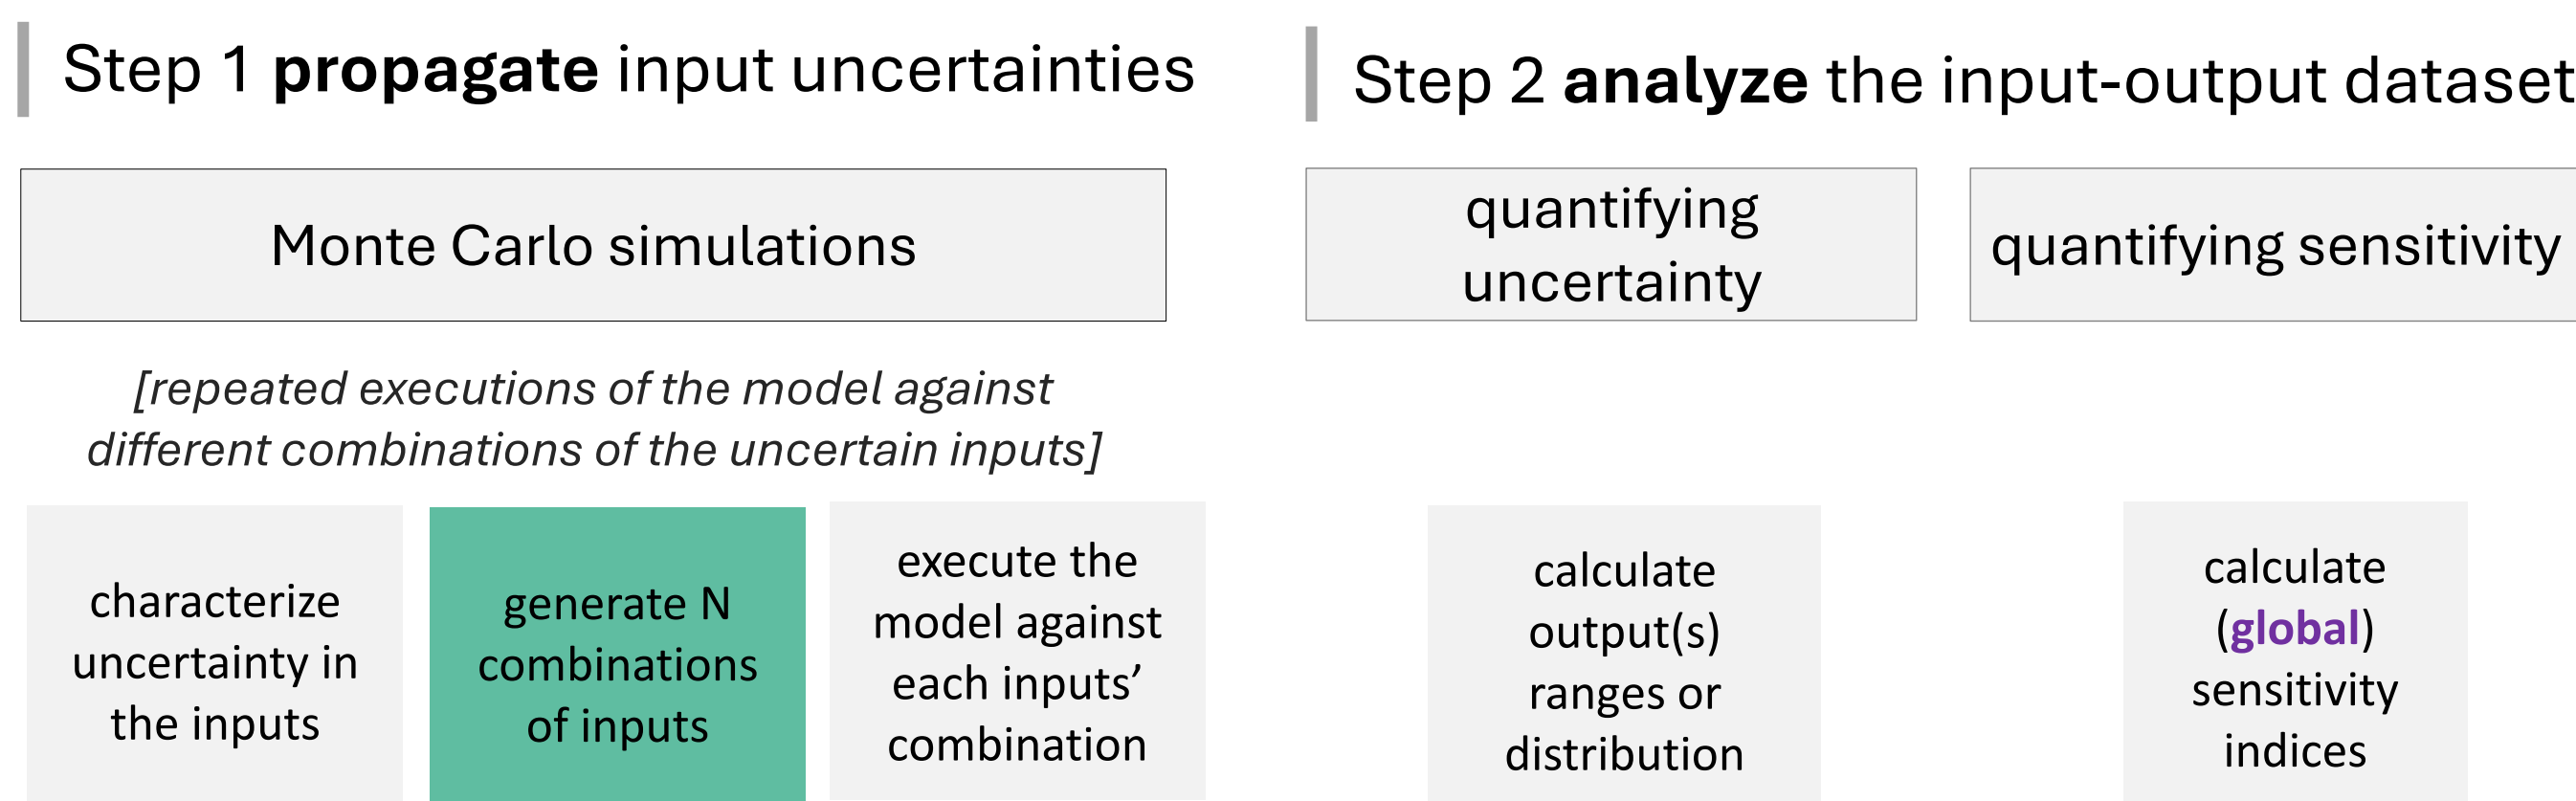 Step 1 propagate input uncertainties
Step 2 analyze the input-output dataset
Monte Carlo simulations
quantifying
uncertainty
quantifying sensitivity
[repeated executions of the model against
different combinations of the uncertain inputs]
characterize
uncertainty in
the inputs
generate N
combinations
of inputs
execute the
model against
each inputs’
combination
calculate
output(s)
ranges or
distribution
calculate
(global)
sensitivity
indices